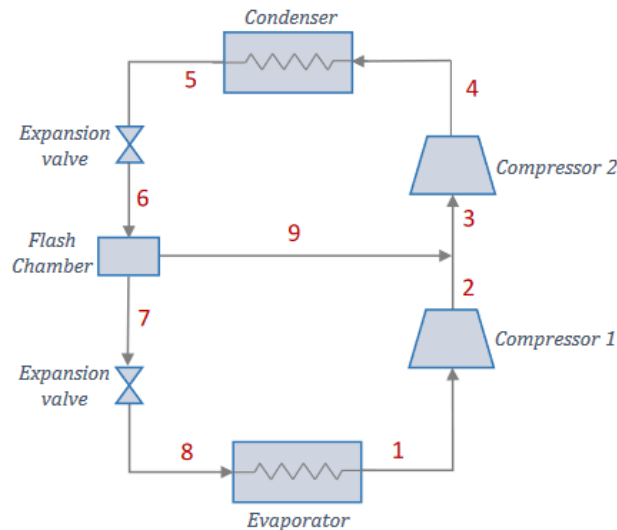 Condenser
5
4
Expansion
valve
Compressor 2
6
3
Flash
Chamber
9
2
7
Compressor 1
Expansion
valve
8
1
Evaporator